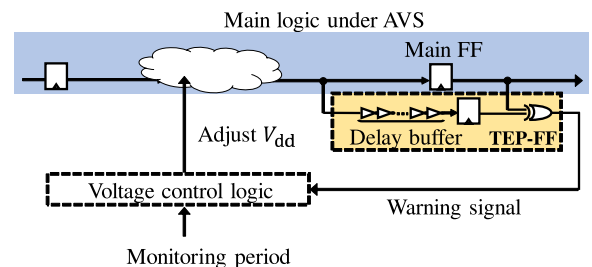 Main logic under AVS
Main FF
Delay buffer
TEP-FF
Adjust Vdd
Voltage control logic
Warning signal
Monitoring period